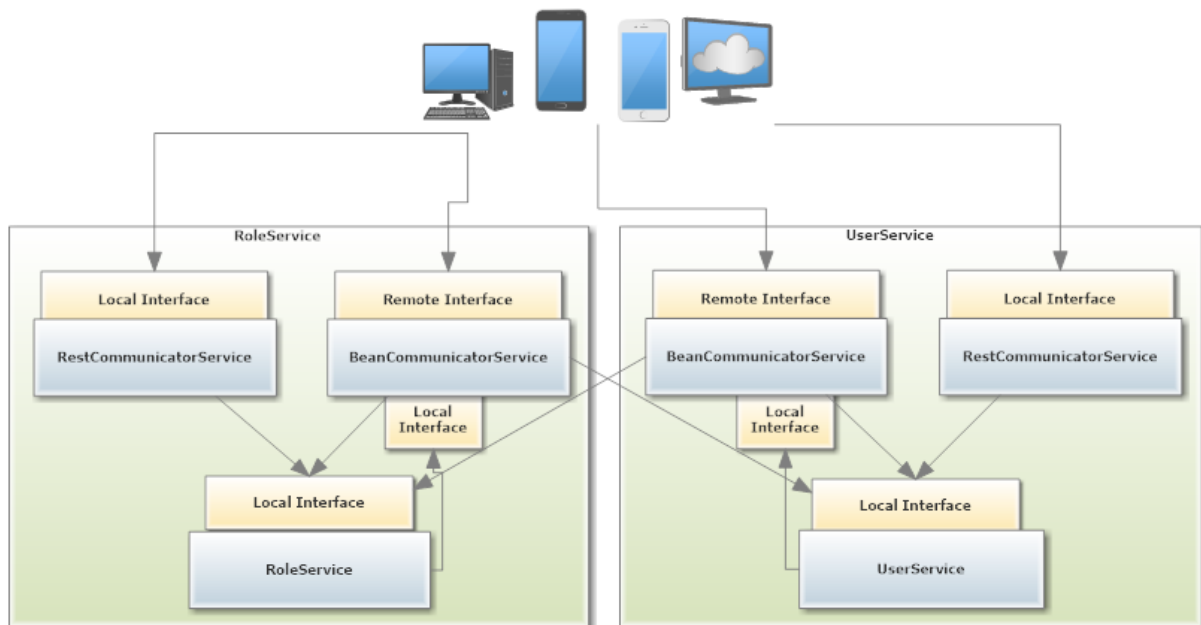 RoleService
Local Interface
Remote Interface
RestCommunicatorService
BeanCommunicatorService
Local
Interface
Local Interface
RoleService
UserService
Remote Interface
Local Interface
BeanCommunicatorService
RestCommunicatorService
Local
Interface
Local Interface
UserService